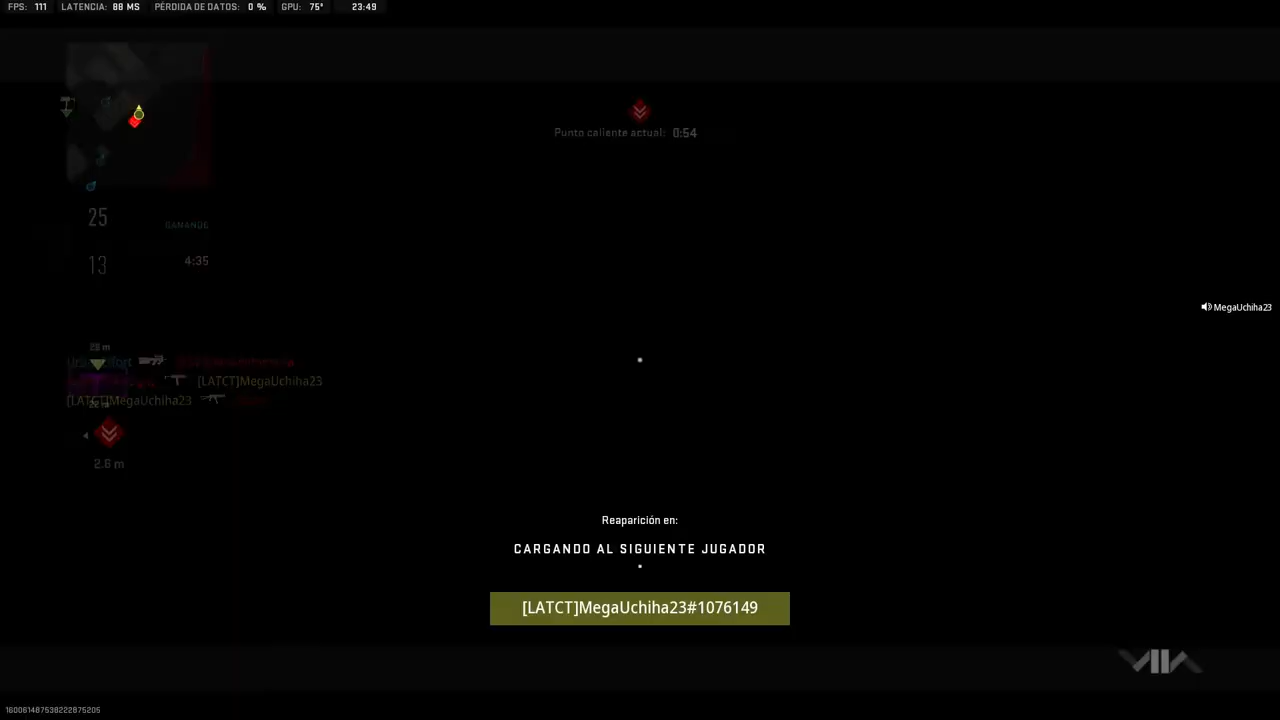 FPS: 111 LATENCIA: 88 MS PÉRDIDA DE DATOS: 0 % GPU: 75° 23:49
Punto caliente actual: 0:54
25 GANANDO
13 4:35
MegaUchiha23
28 m
[LATCT]MegaUchiha23
[LATCT]MegaUchiha23
2.6 m
Reaparición en:
CARGANDO AL SIGUIENTE JUGADOR
[LATCT]MegaUchiha23#1076149